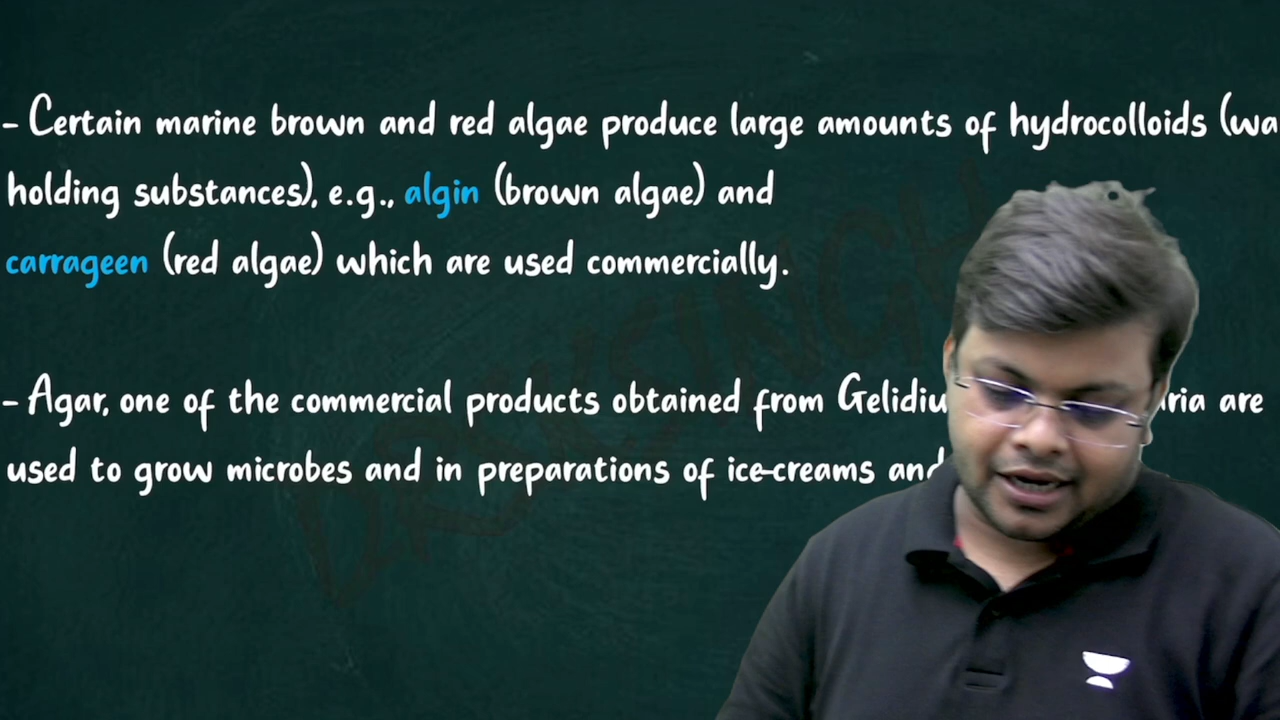 - Certain marine brown and red algae produce large amounts of hydrocolloids (wa
holding substances), e.g., algin (brown algae) and
carrageen (red algae) which are used commercially.
- Agar, one of the commercial products obtained from Gelidiu ria are
used to grow microbes and in preparations of ice-creams and